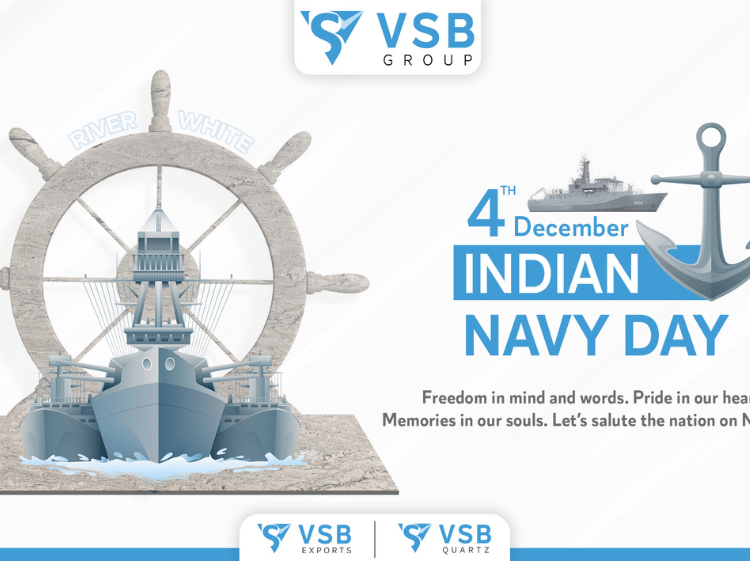 VSB
GROUP
RIVER WHITE
4TH
December
INDIAN
NAVY DAY
Freedom in mind and words. Pride in our hear
Memories in our souls. Let's salute the nation on N
VSB
EXPORTS
VSB
QUARTZ